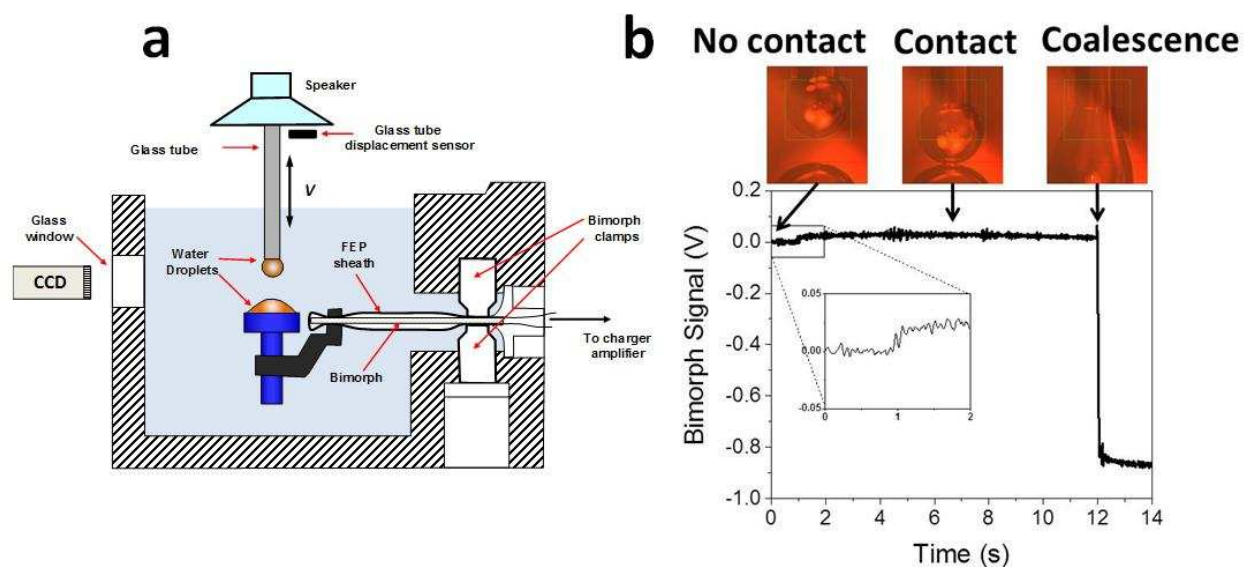 a
Speaker
Glass tube
Glass tube
displacement sensor
V
Glass
window
CCD
Water
Droplets
FEP
sheath
Bimorph
Bimorph
clamps
To charger
amplifier
b
No contact
Contact
Coalescence
Bimorph Signal (V)
0.2
0.0
-0.2
-0.4
-0.6
-0.8
-1.0
0.05
0.00
-0.05
0
1
2
0
2
4
6
8
10
12
14
Time (s)